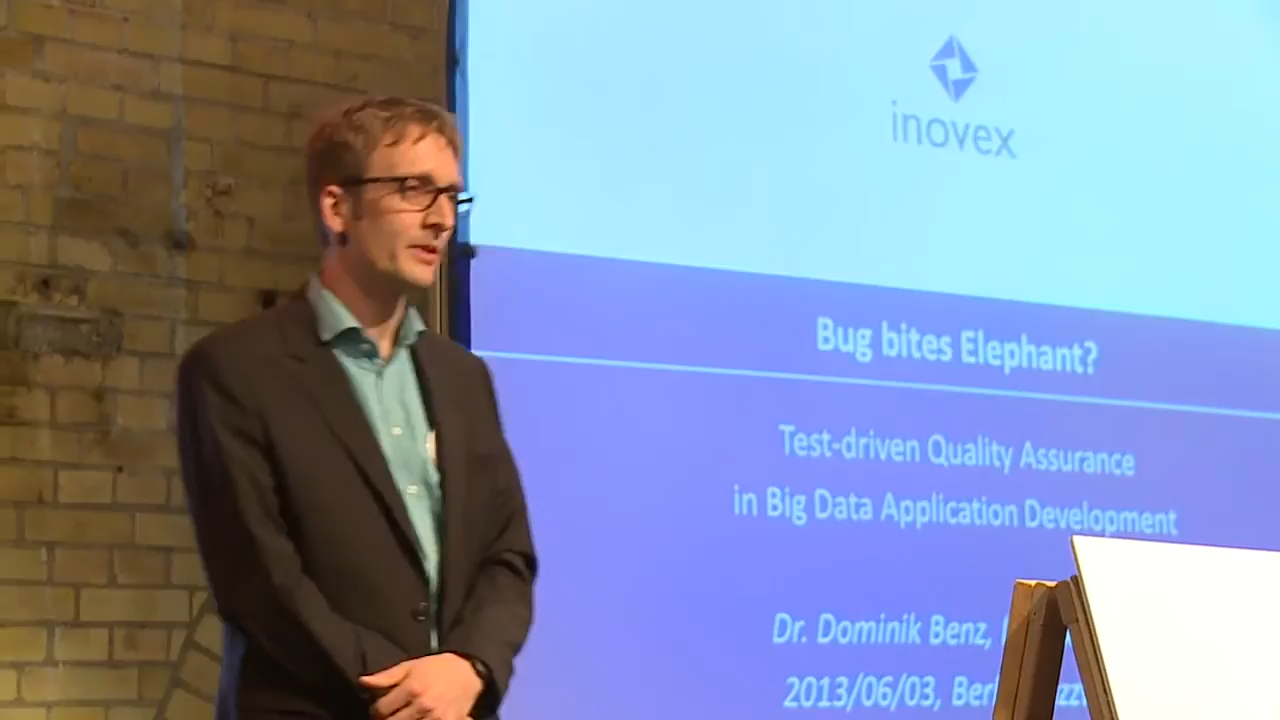 inovex
Bug bites Elephant?
Test-driven Quality Assurance
in Big Data Application Development
Dr. Dominik Benz,
2013/06/03,